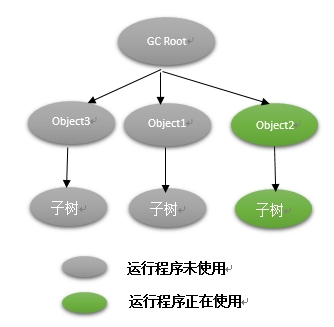 GC Root
Object3
Object1
Object2
子树
子树
子树
运行程序未使用
运行程序正在使用